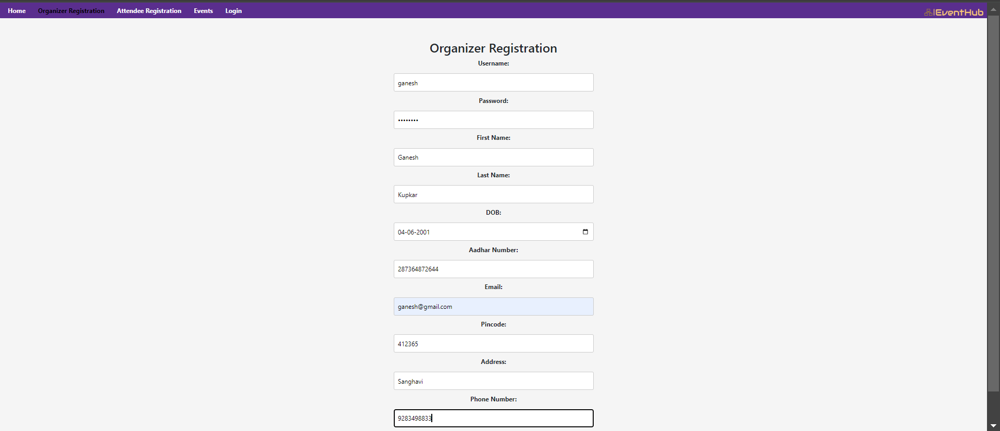 Home Organizer Registration Attendee Registration Events Login EventHub
Organizer Registration
Username:
ganesh
Password:
••••••••
First Name:
Ganesh
Last Name:
Kupkar
DOB:
04-06-2001
Aadhar Number:
287364872644
Email:
ganesh@gmail.com
Pincode:
412365
Address:
Sanghavi
Phone Number:
9283498833